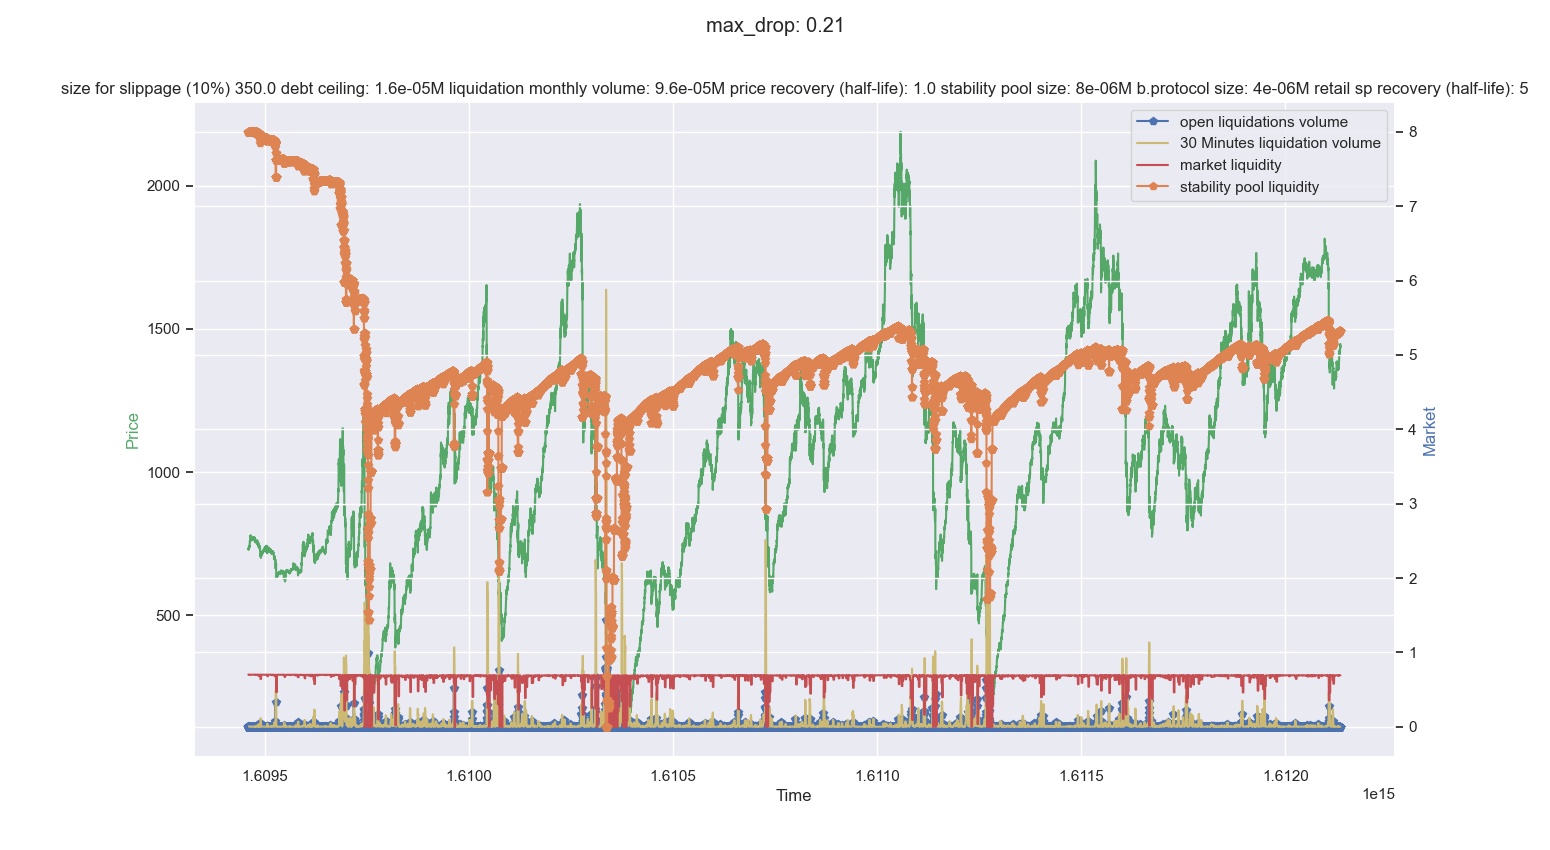 max_drop: 0.21
size for slippage (10%) 350.0 debt ceiling: 1.6e-05M liquidation monthly volume: 9.6e-05M price recovery (half-life): 1.0 stability pool size: 8e-06M b.protocol size: 4e-06M retail sp recovery (half-life): 5
open liquidations volume
30 Minutes liquidation volume
market liquidity
stability pool liquidity
2000
1500
1000
500
Price
8
7
6
5
4
3
2
1
0
Market
1.6095 1.6100 1.6105 1.6110 1.6115 1.6120
1e15
Time